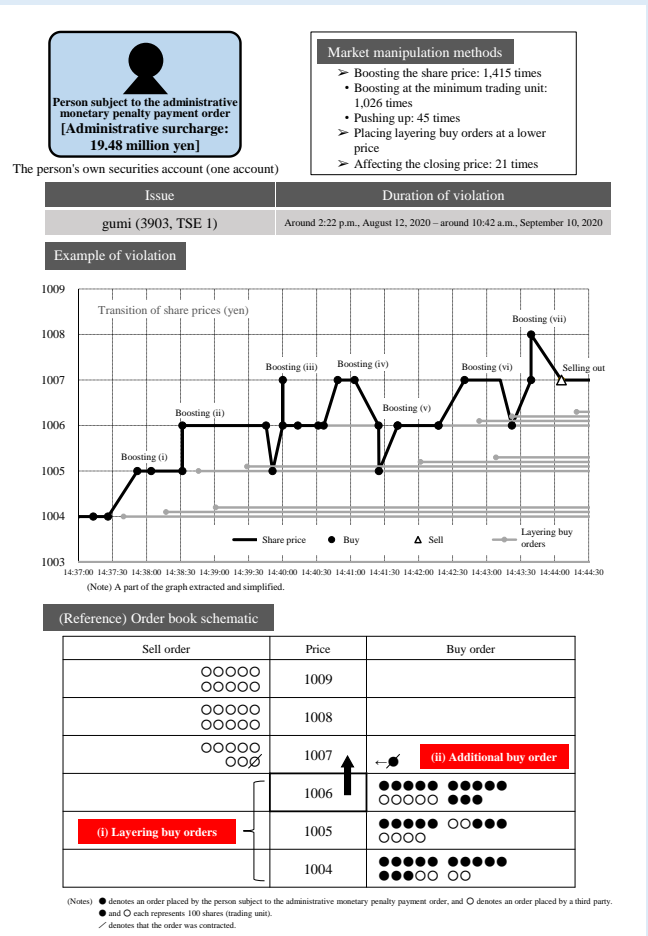 Person subject to the administrative
monetary penalty payment order
[Administrative surcharge:
19.48 million yen]
The person's own securities account (one account)
Market manipulation methods
➢ Boosting the share price: 1,415 times
• Boosting at the minimum trading unit:
1,026 times
• Pushing up: 45 times
➢ Placing layering buy orders at a lower
price
➢ Affecting the closing price: 21 times
Issue Duration of violation
gumi (3903, TSE 1) Around 2:22 p.m., August 12, 2020 – around 10:42 a.m., September 10, 2020
Example of violation
1009
Transition of share prices (yen)
Boosting (vii)
1008
Boosting (iii) Boosting (iv) Boosting (vi) Selling out
1007
Boosting (ii) Boosting (v)
1006
Boosting (i)
1005
1004
Share price Buy Sell Layering buy
orders
1003
14:37:00 14:37:30 14:38:00 14:38:30 14:39:00 14:39:30 14:40:00 14:40:30 14:41:00 14:41:30 14:42:00 14:42:30 14:43:00 14:43:30 14:44:00 14:44:30
(Note) A part of the graph extracted and simplified.
(Reference) Order book schematic
Sell order Price Buy order
1009
1008
1007 (ii) Additional buy order
1006
(i) Layering buy orders 1005
1004
(Notes) ● denotes an order placed by the person subject to the administrative monetary penalty payment order, and ○ denotes an order placed by a third party.
● and ○ each represents 100 shares (trading unit).
⁄ denotes that the order was contracted.